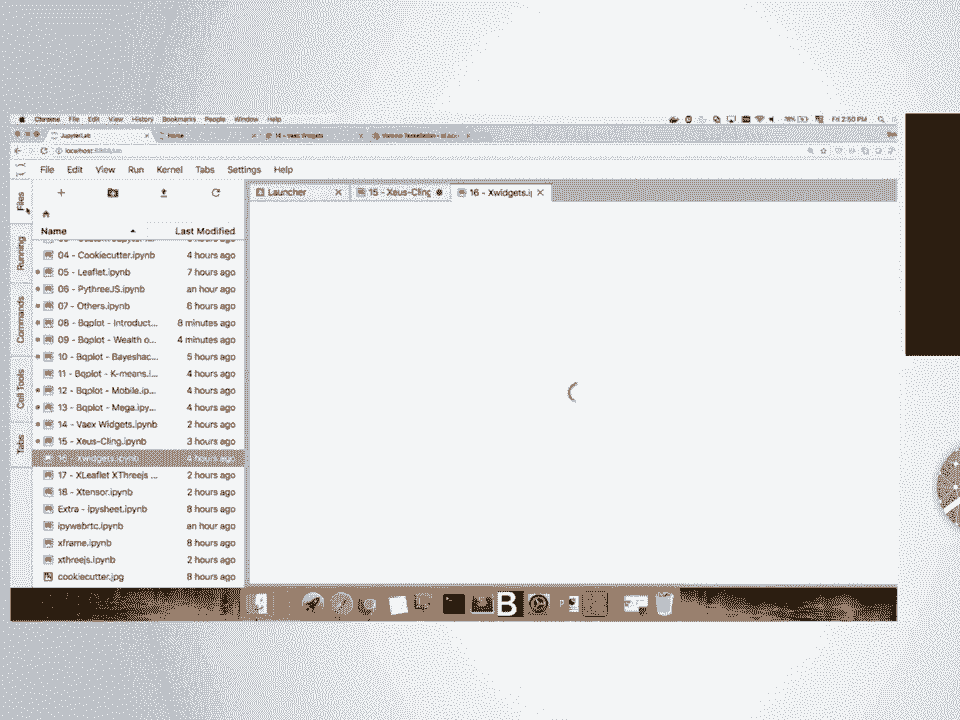 Chrome File Edit View History Bookmarks People Window Help Fri 2:50 PM
JupyterLab Home 14 - Vaex Widgets
localhost
File Edit View Run Kernel Tabs Settings Help
Files
Running
Commands
Cell Tools
Tabs
Launcher 15 - Xeus-Cling 16 - Xwidgets.i
Name Last Modified
04 - Cookiecutter.ipynb 4 hours ago
05 - Leaflet.ipynb 7 hours ago
06 - PythreeJS.ipynb an hour ago
07 - Others.ipynb 6 hours ago
08 - Bqplot - Introduct... 8 minutes ago
09 - Bqplot - Wealth o... 4 minutes ago
10 - Bqplot - Bayeshac... 5 hours ago
11 - Bqplot - K-means.i... 4 hours ago
12 - Bqplot - Mobile.ip... 4 hours ago
13 - Bqplot - Mega.ipy... 4 hours ago
14 - Vaex Widgets.ipynb 2 hours ago
15 - Xeus-Cling.ipynb 3 hours ago
16 - Xwidgets.ipynb 4 hours ago
17 - XLeaflet XThreejs ... 2 hours ago
18 - Xtensor.ipynb 2 hours ago
Extra - ipysheet.ipynb 8 hours ago
ipywebrtc.ipynb an hour ago
xframe.ipynb 8 hours ago
xthreejs.ipynb 2 hours ago
cookiecutter.jpg 8 hours ago
B